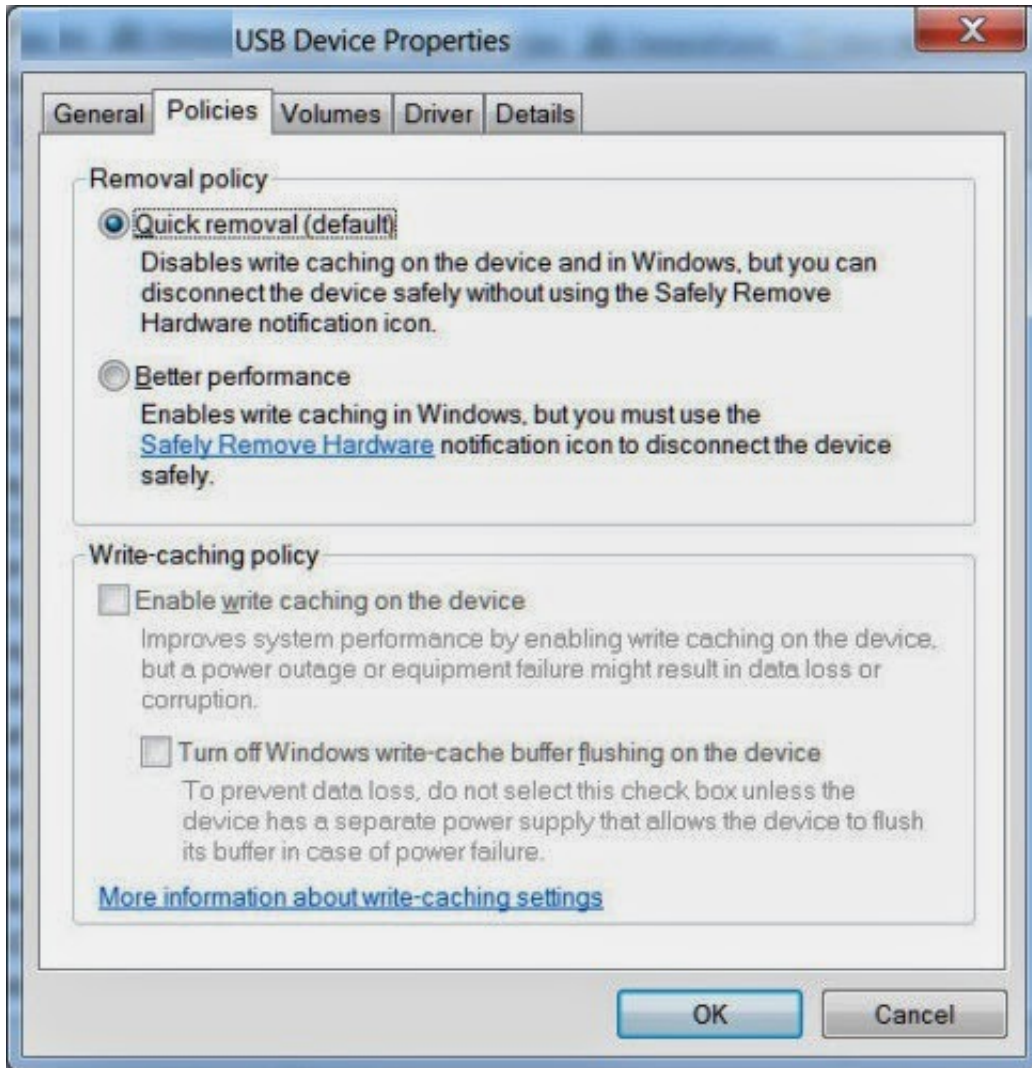 USB Device Properties
General Policies Volumes Driver Details
Removal policy
Quick removal (default)
Disables write caching on the device and in Windows, but you can
disconnect the device safely without using the Safely Remove
Hardware notification icon.
Better performance
Enables write caching in Windows, but you must use the
Safely Remove Hardware notification icon to disconnect the device
safely.
Write-caching policy
Enable write caching on the device
Improves system performance by enabling write caching on the device,
but a power outage or equipment failure might result in data loss or
corruption.
Turn off Windows write-cache buffer flushing on the device
To prevent data loss, do not select this check box unless the
device has a separate power supply that allows the device to flush
its buffer in case of power failure.
More information about write-caching settings
OK Cancel